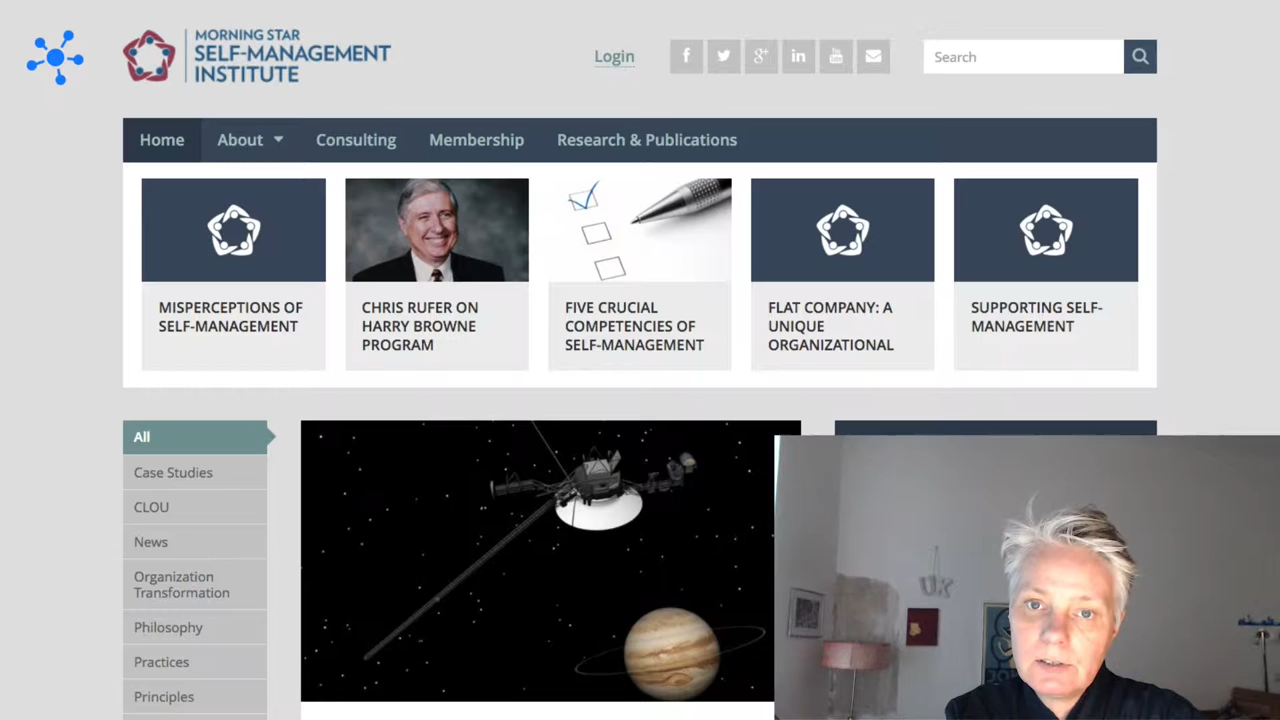 MORNING STAR
SELF-MANAGEMENT
INSTITUTE
Login
Search
Home
About
Consulting
Membership
Research & Publications
MISPERCEPTIONS OF
SELF-MANAGEMENT
CHRIS RUFER ON
HARRY BROWNE
PROGRAM
FIVE CRUCIAL
COMPETENCIES OF
SELF-MANAGEMENT
FLAT COMPANY: A
UNIQUE
ORGANIZATIONAL
SUPPORTING SELF-
MANAGEMENT
All
Case Studies
CLOU
News
Organization
Transformation
Philosophy
Practices
Principles